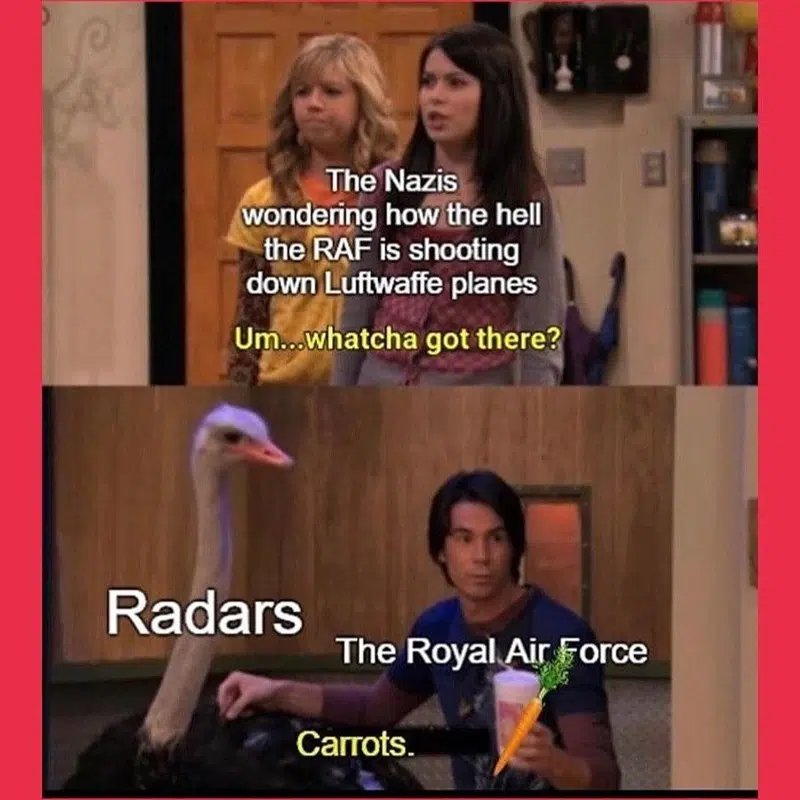 The Nazis
wondering how the hell
the RAF is shooting
down Luftwaffe planes
Um...whatcha got there?
Radars
The Royal Air Force
Carrots.